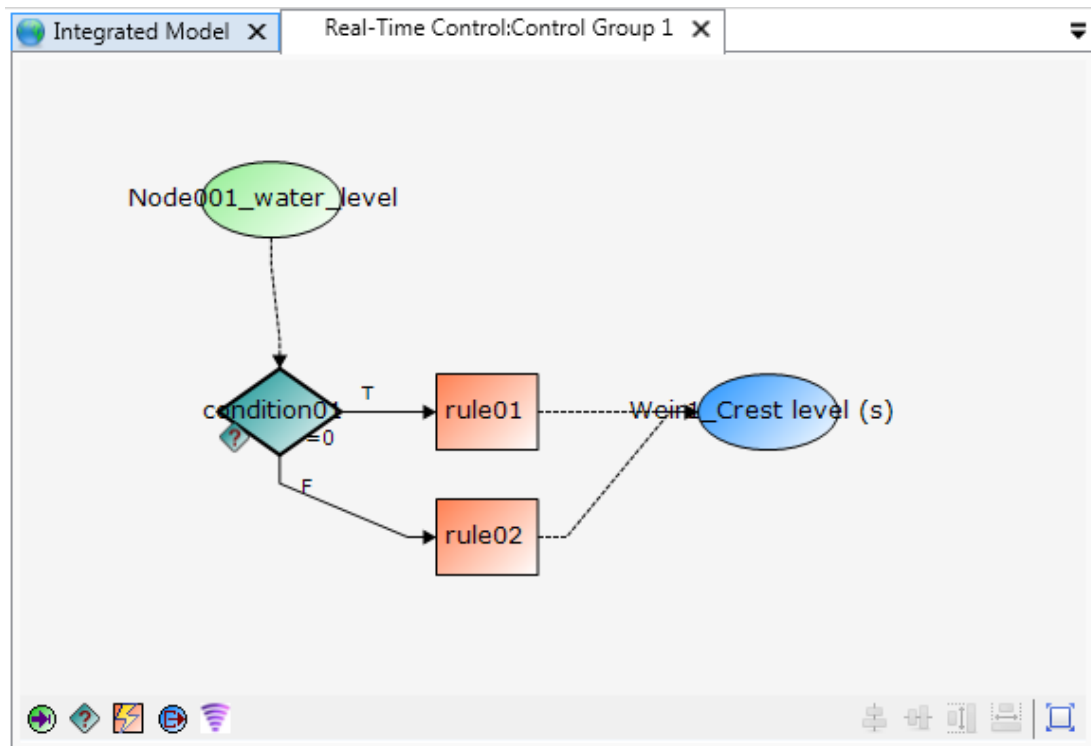 Integrated Model
Real-Time Control:Control Group 1
Node001_water_level
condition01
=0
T
F
rule01
rule02
Weir1_Crest level (s)